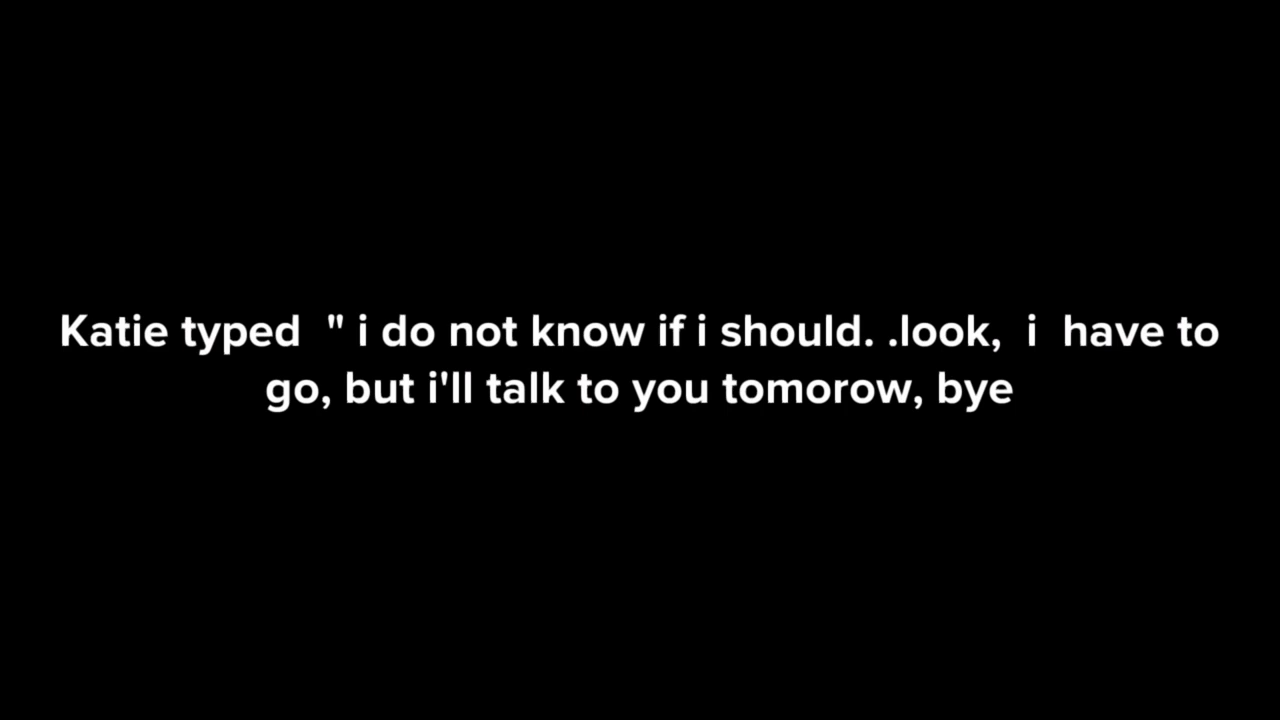 Katie typed  " i do not know if i should. .look,  i  have to
go, but i'll talk to you tomorow, bye